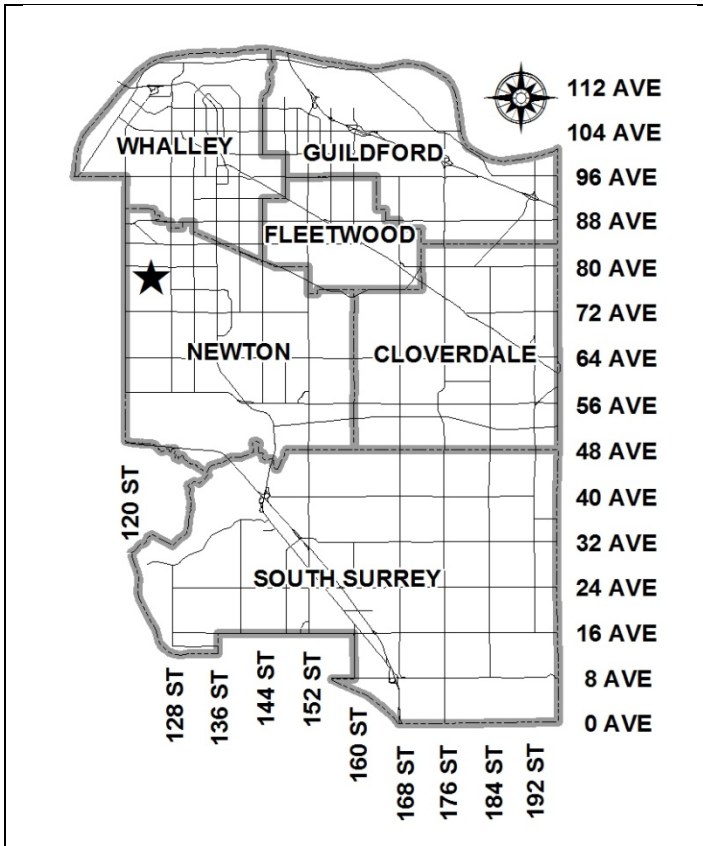 112 AVE
104 AVE
WHALLEY
GUILDFORD
96 AVE
88 AVE
FLEETWOOD
80 AVE
72 AVE
NEWTON
CLOVERDALE
64 AVE
56 AVE
48 AVE
120 ST
40 AVE
32 AVE
SOUTH SURREY
24 AVE
16 AVE
8 AVE
0 AVE
128 ST
136 ST
144 ST
152 ST
160 ST
168 ST
176 ST
184 ST
192 ST